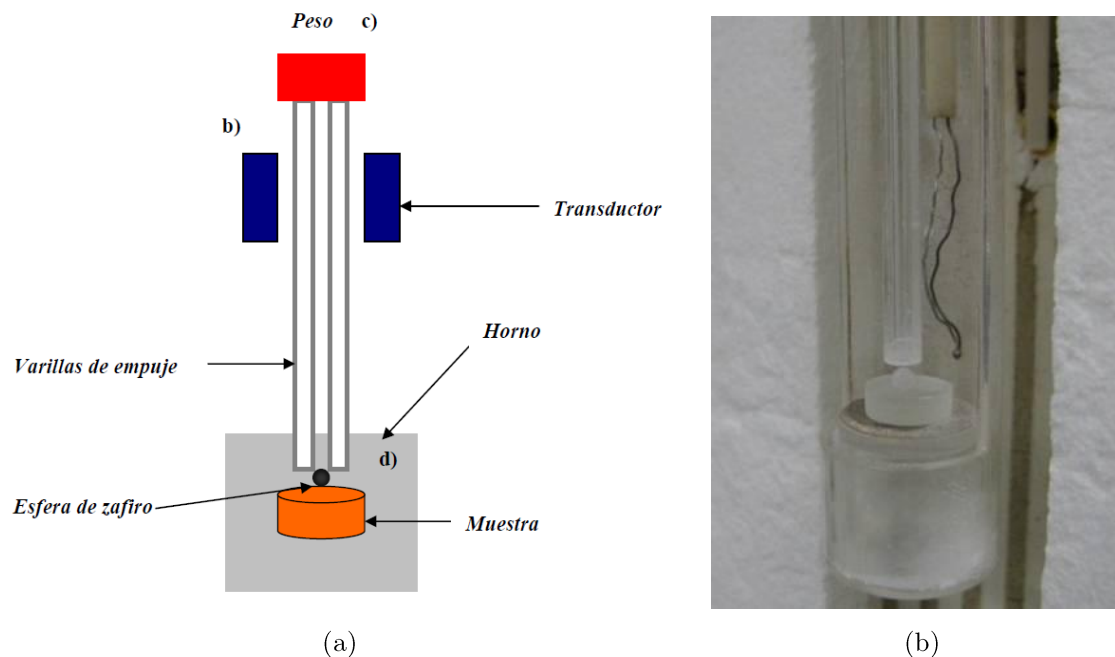 Peso c)
b)
Transductor
Horno
Varillas de empuje
d)
Esfera de zafiro
Muestra
(a) (b)